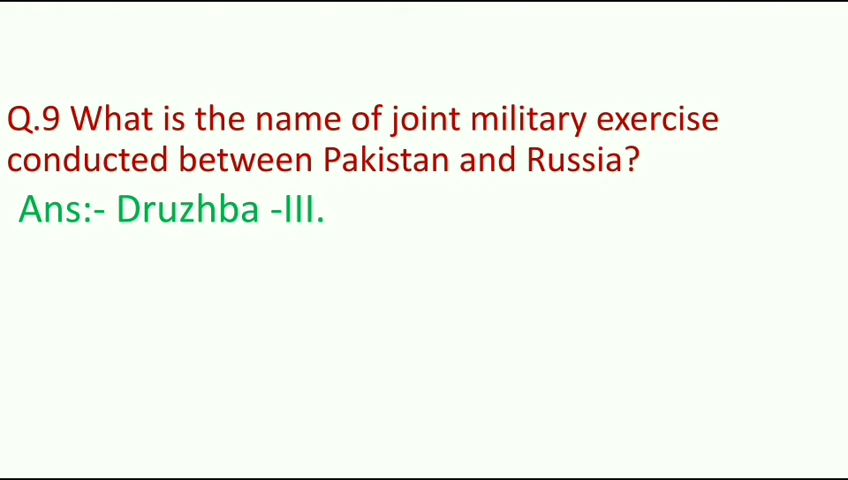 Q.9 What is the name of joint military exercise
conducted between Pakistan and Russia?
Ans:- Druzhba -III.